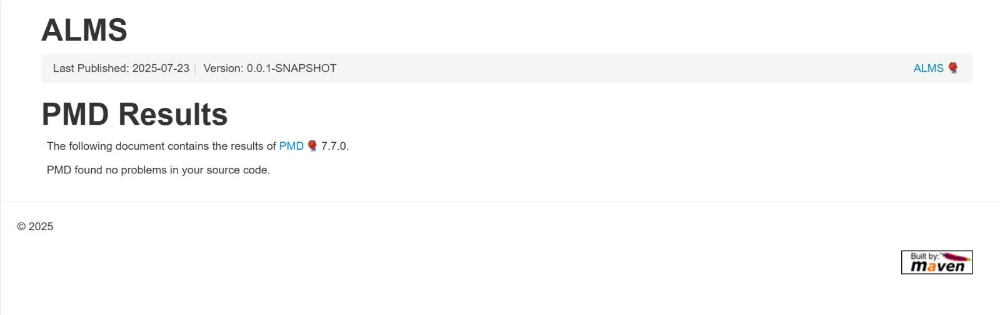 ALMS
Last Published: 2025-07-23 | Version: 0.0.1-SNAPSHOT ALMS
PMD Results
The following document contains the results of PMD 7.7.0.
PMD found no problems in your source code.
© 2025
Built by:
maven